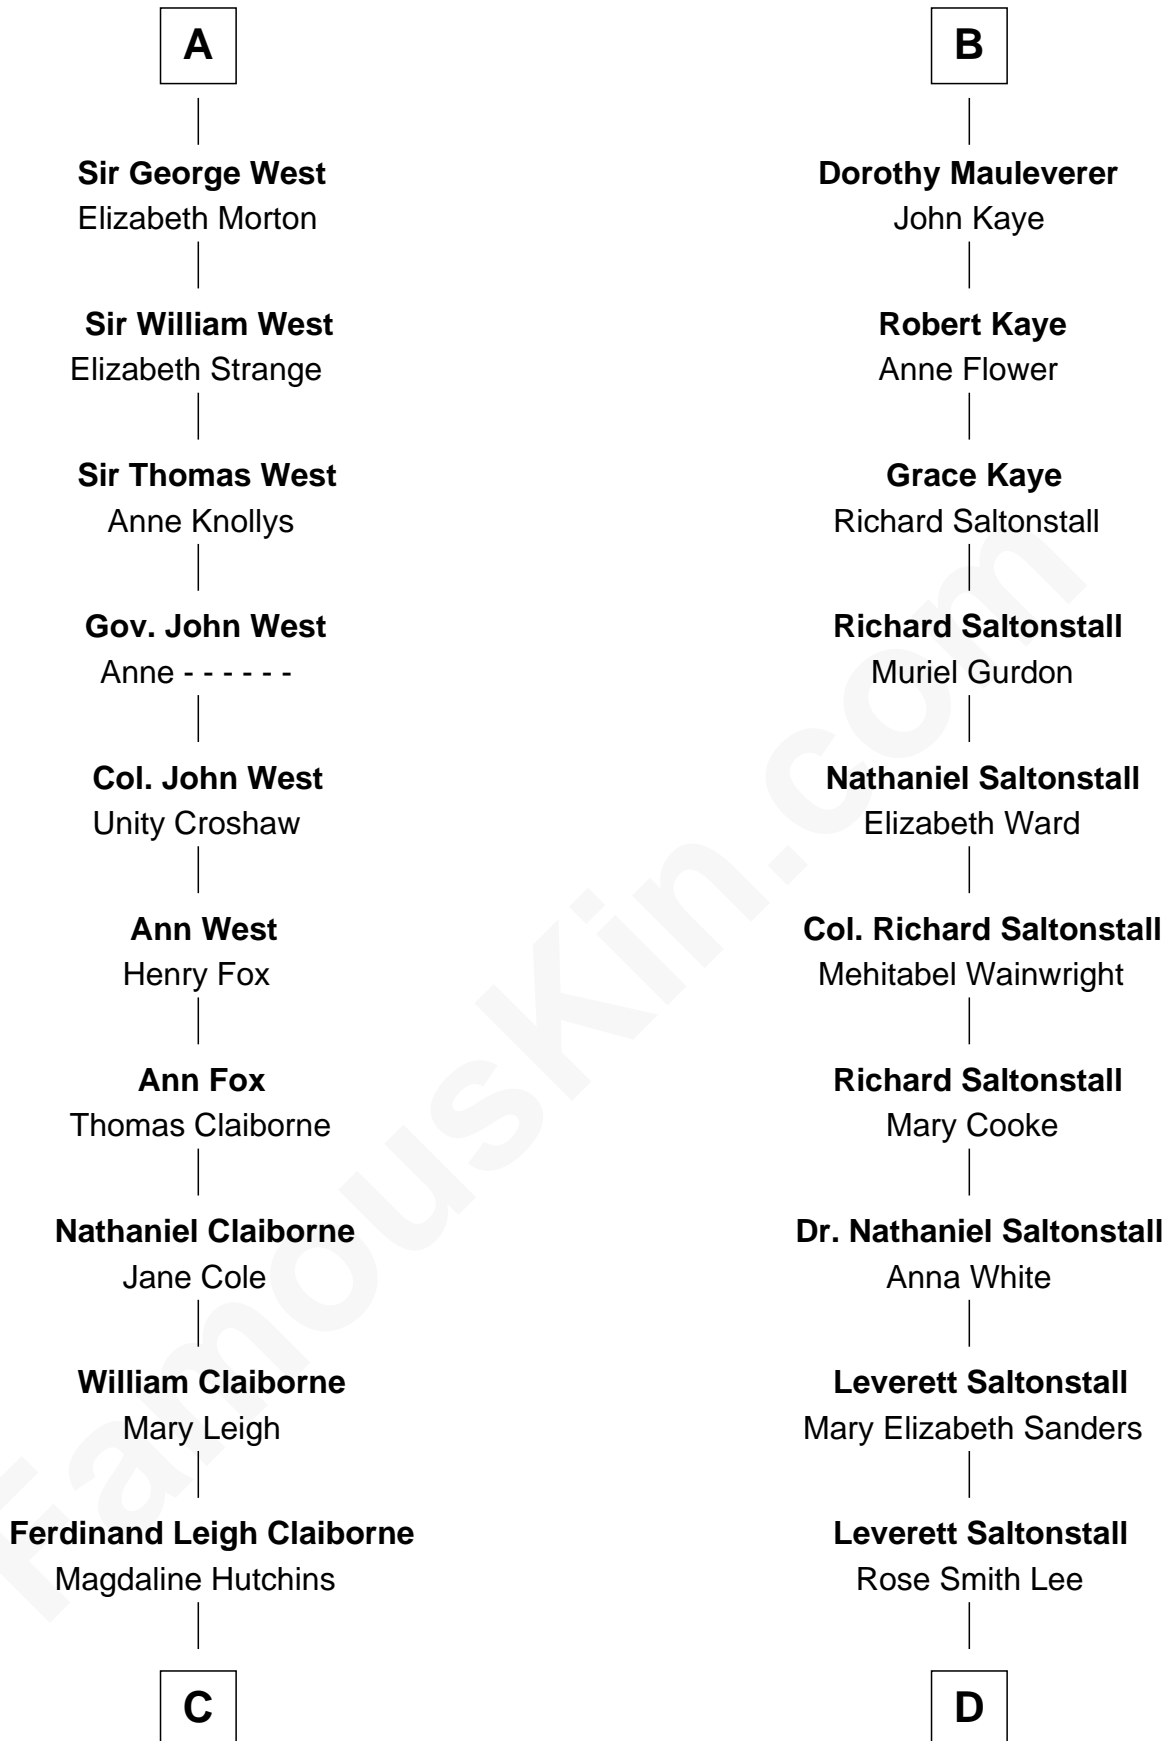 A
Sir George West
Elizabeth Morton
Sir William West
Elizabeth Strange
Sir Thomas West
Anne Knollys
Gov. John West
Anne - - - - - -
Col. John West
Unity Croshaw
Ann West
Henry Fox
Ann Fox
Thomas Claiborne
Nathaniel Claiborne
Jane Cole
William Claiborne
Mary Leigh
Ferdinand Leigh Claiborne
Magdaline Hutchins
C
B
Dorothy Mauleverer
John Kaye
Robert Kaye
Anne Flower
Grace Kaye
Richard Saltonstall
Richard Saltonstall
Muriel Gurdon
Nathaniel Saltonstall
Elizabeth Ward
Col. Richard Saltonstall
Mehitabel Wainwright
Richard Saltonstall
Mary Cooke
Dr. Nathaniel Saltonstall
Anna White
Leverett Saltonstall
Mary Elizabeth Sanders
Leverett Saltonstall
Rose Smith Lee
D
FamousKin.com